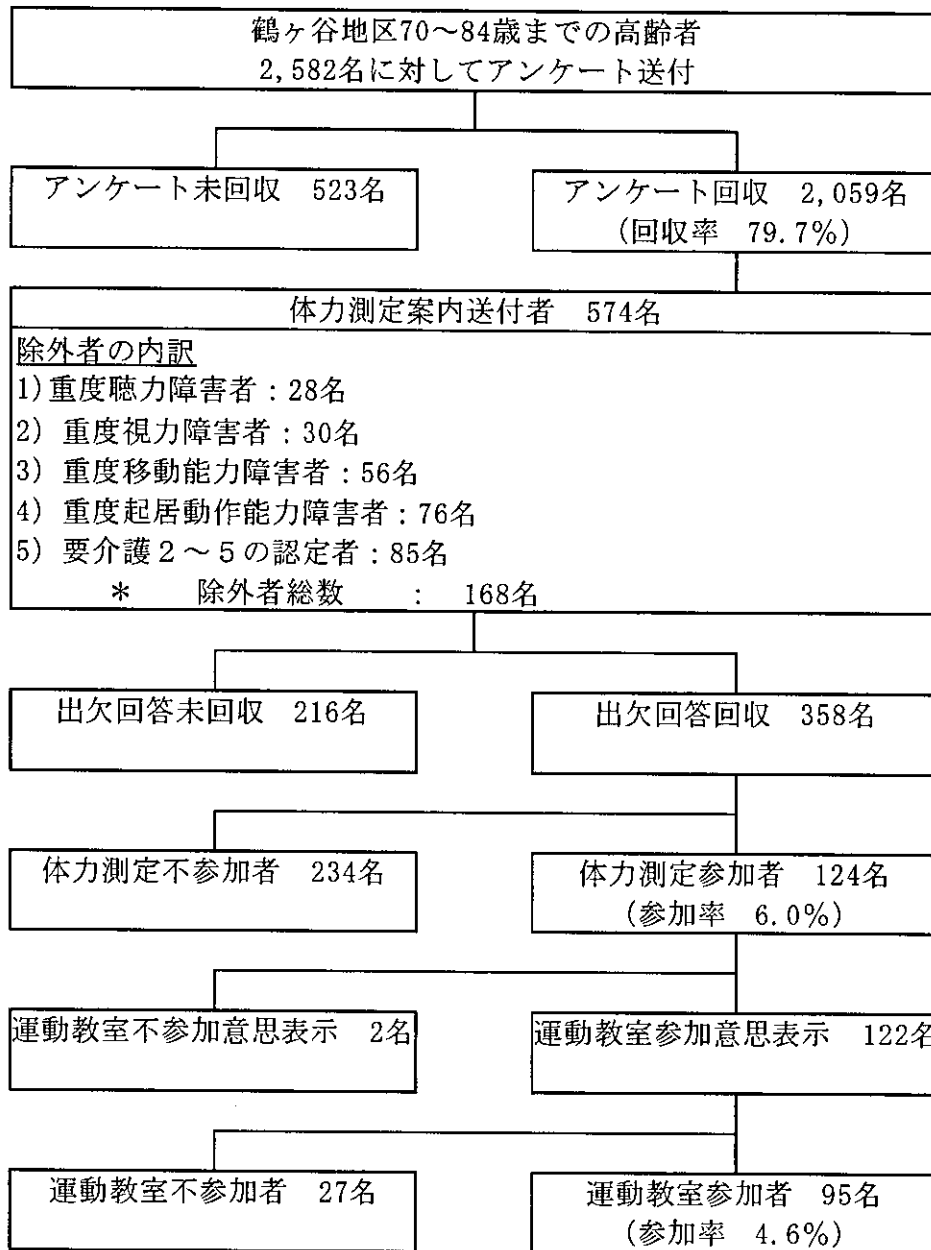 鶴ヶ谷地区70～84歳までの高齢者
2,582名に対してアンケート送付
アンケート未回収　523名
アンケート回収　2,059名
(回収率　79.7%)
体力測定案内送付者　574名
除外者の内訳
1)重度聴力障害者：28名
2) 重度視力障害者：30名
3) 重度移動能力障害者：56名
4) 重度起居動作能力障害者：76名
5) 要介護２～５の認定者：85名
＊　除外者総数　：　168名
出欠回答未回収　216名
出欠回答回収　358名
体力測定不参加者　234名
体力測定参加者　124名
(参加率　6.0%)
運動教室不参加意思表示　2名
運動教室参加意思表示　122名
運動教室不参加者　27名
運動教室参加者　95名
(参加率　4.6%)